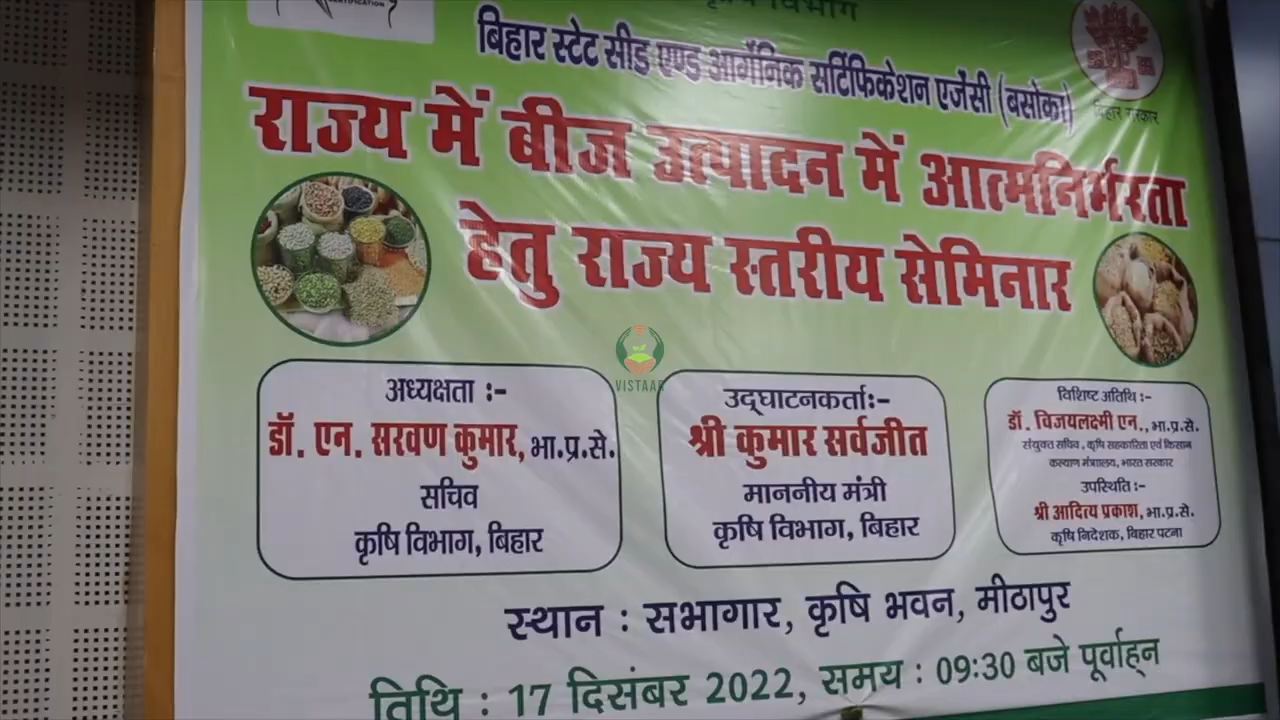 CERTIFICATION
कृषि विभाग
बिहार स्टेट सीड एण्ड आर्गेनिक सर्टिफिकेशन एजेंसी (बसोका)
बिहार सरकार
राज्य में बीज उत्पादन में आत्मनिर्भरता
हेतु राज्य स्तरीय सेमिनार
VISTAAR
अध्यक्षता :-
डॉ. एन. सरवण कुमार, भा.प्र.से.
सचिव
कृषि विभाग, बिहार
उद्घाटनकर्ता:-
श्री कुमार सर्वजीत
माननीय मंत्री
कृषि विभाग, बिहार
विशिष्ट अतिथि :-
डॉ. विजयलक्ष्मी एन., भा.प्र.से.
संयुक्त सचिव, कृषि सहकारिता एवं किसान
कल्याण मंत्रालय, भारत सरकार
उपस्थिति :-
श्री आदित्य प्रकाश, भा.प्र.से.
कृषि निदेशक, बिहार पटना
स्थान : सभागार, कृषि भवन, मीठापुर
तिथि : 17 दिसंबर 2022, समय : 09:30 बजे पूर्वाह्न